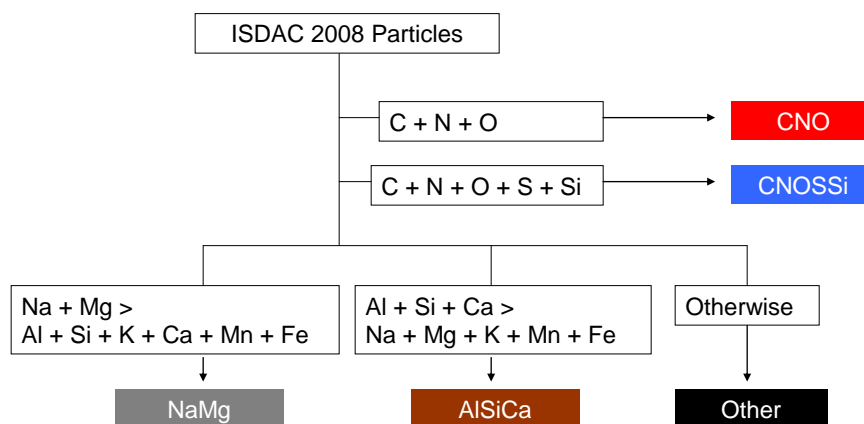 ISDAC 2008 Particles
C + N + O
CNO
C + N + O + S + Si
CNOSSi
Na + Mg >
Al + Si + K + Ca + Mn + Fe
Al + Si + Ca >
Na + Mg + K + Mn + Fe
Otherwise
NaMg
AlSiCa
Other